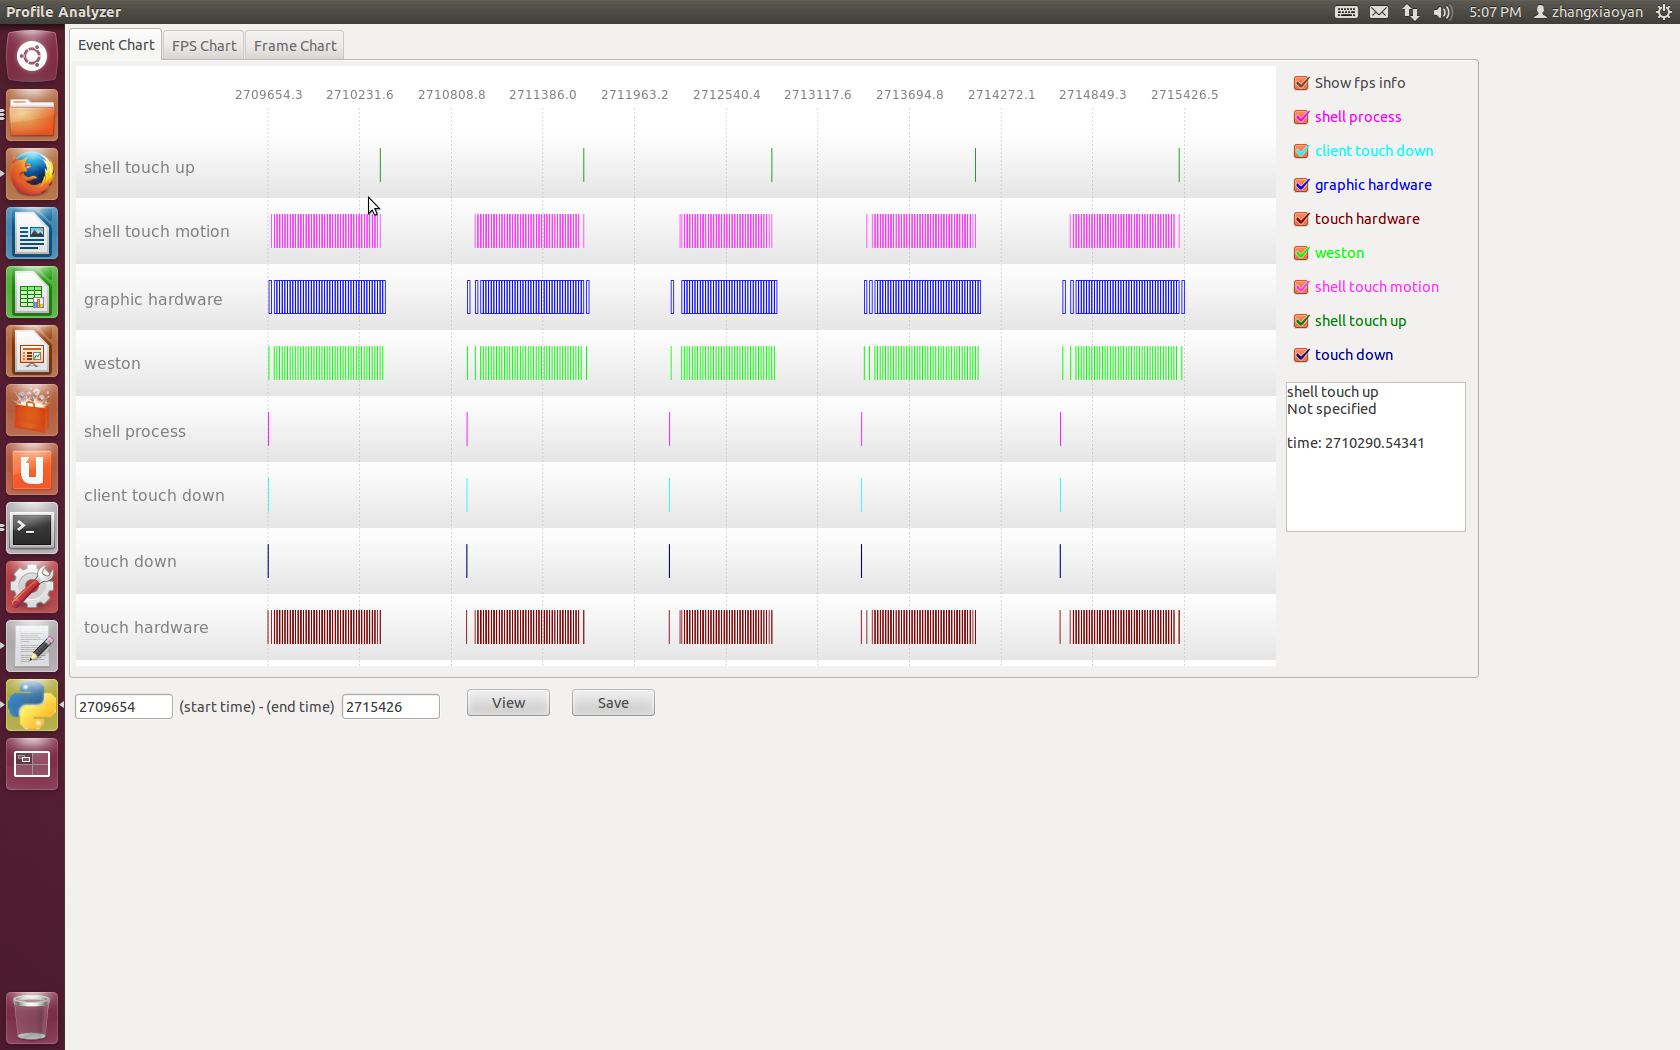 Profile Analyzer
5:07 PM zhangxiaoyan
Event Chart FPS Chart Frame Chart
2709654.3 2710231.6 2710808.8 2711386.0 2711963.2 2712540.4 2713117.6 2713694.8 2714272.1 2714849.3 2715426.5
shell touch up
shell touch motion
graphic hardware
weston
shell process
client touch down
touch down
touch hardware
Show fps info
shell process
client touch down
graphic hardware
touch hardware
weston
shell touch motion
shell touch up
touch down
shell touch up
Not specified
time: 2710290.54341
2709654 (start time) - (end time) 2715426 View Save